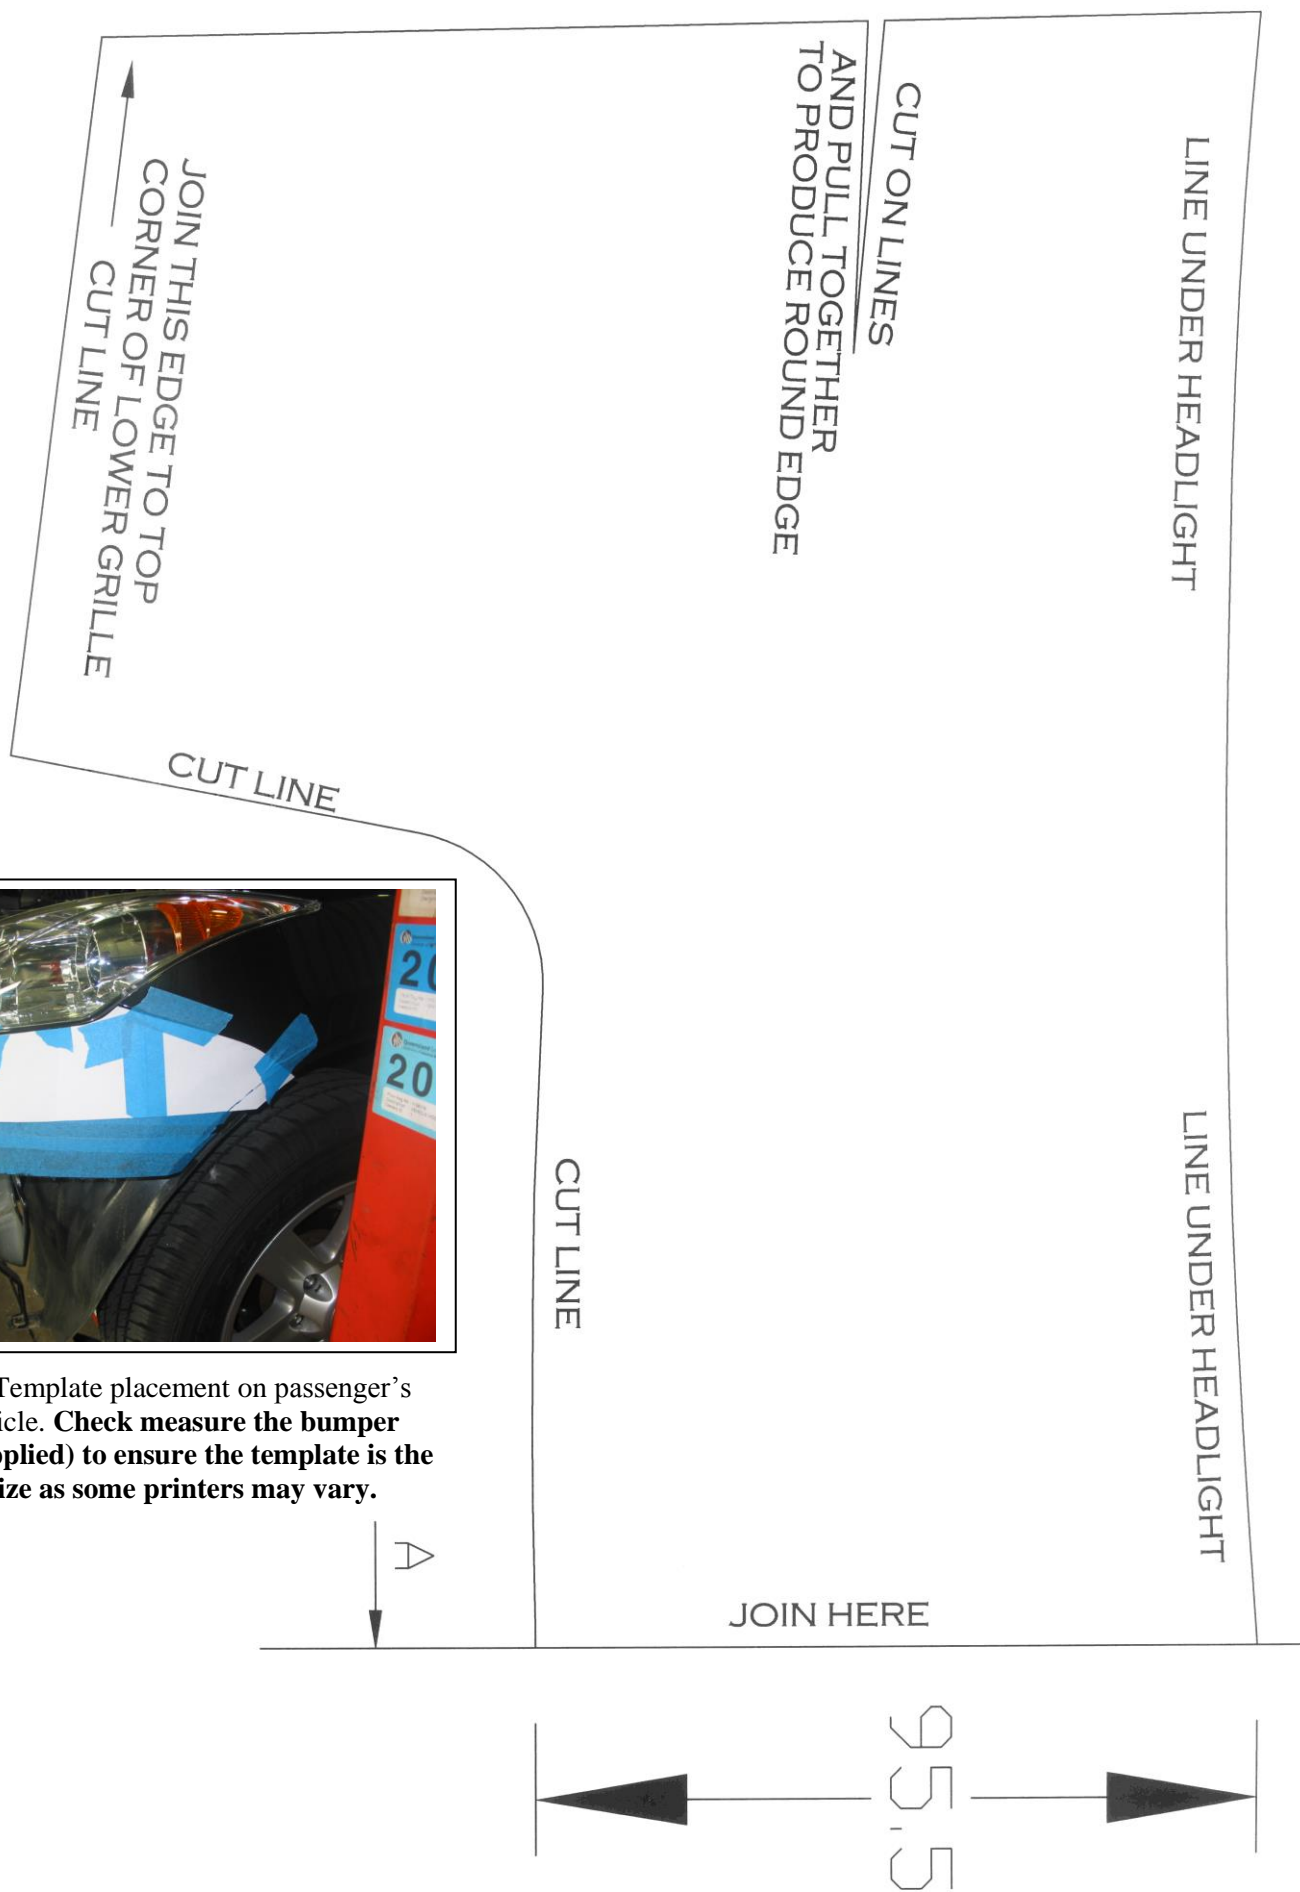 CUT ON LINES
AND PULL TOGETHER
TO PRODUCE ROUND EDGE
LINE UNDER HEADLIGHT
JOIN THIS EDGE TO TOP
CORNER OF LOWER GRILLE
CUT LINE
CUT LINE
20
20
CUT LINE
LINE UNDER HEADLIGHT
Template placement on passenger’s
icle. Check measure the bumper
plied) to ensure the template is the
ize as some printers may vary.
A
JOIN HERE
95.5